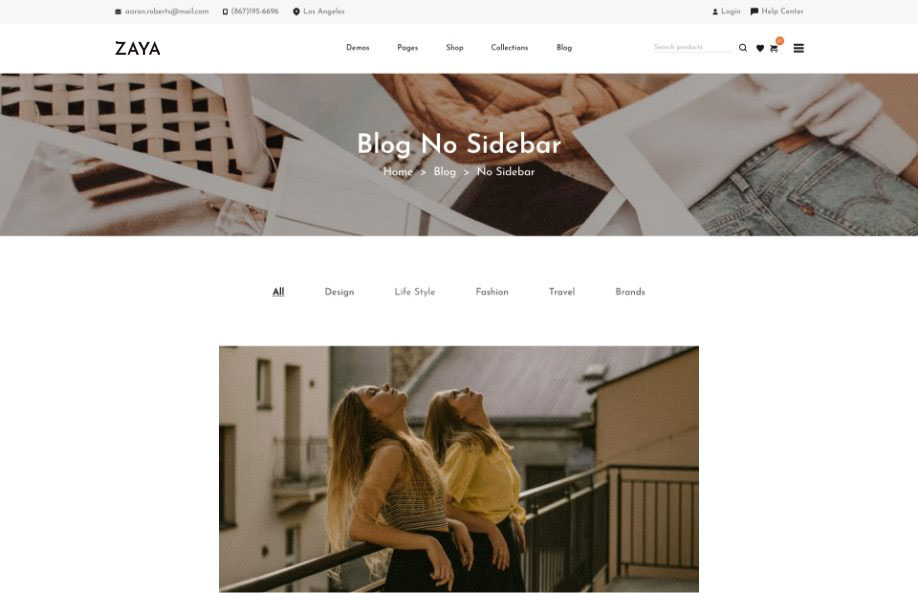 aaron.roberts@mail.com (867)195-6696 Los Angeles Login Help Center
ZAYA Demos Pages Shop Collections Blog Search products
Blog No Sidebar
Home > Blog > No Sidebar
All Design Life Style Fashion Travel Brands